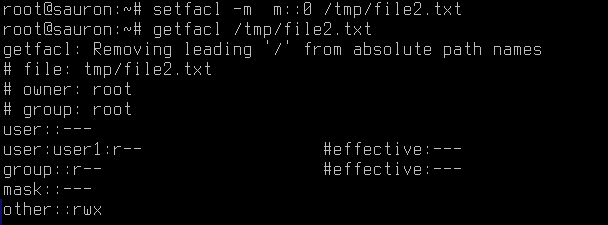 root@sauron:~# setfacl -m  m::0 /tmp/file2.txt
root@sauron:~# getfacl /tmp/file2.txt
getfacl: Removing leading '/' from absolute path names
# file: tmp/file2.txt
# owner: root
# group: root
user::---
user:user1:r--                  #effective:---
group::r--                      #effective:---
mask::---
other::rwx